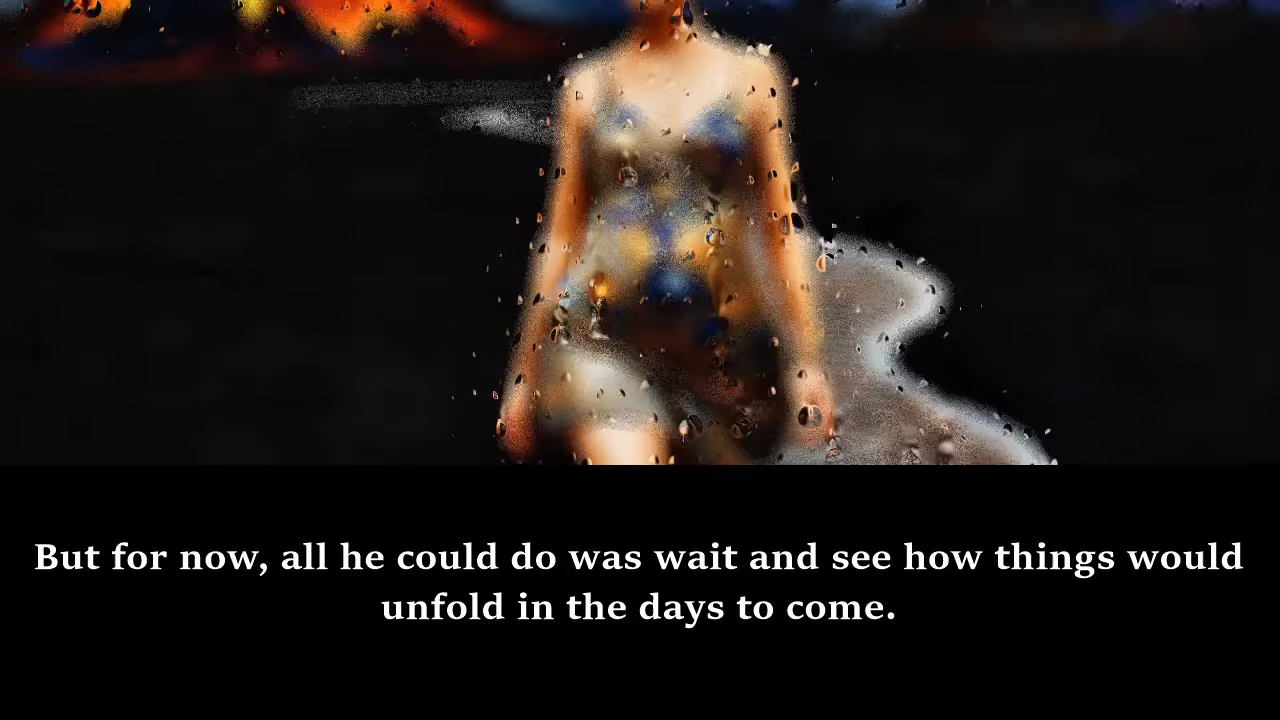 But for now, all he could do was wait and see how things would
unfold in the days to come.